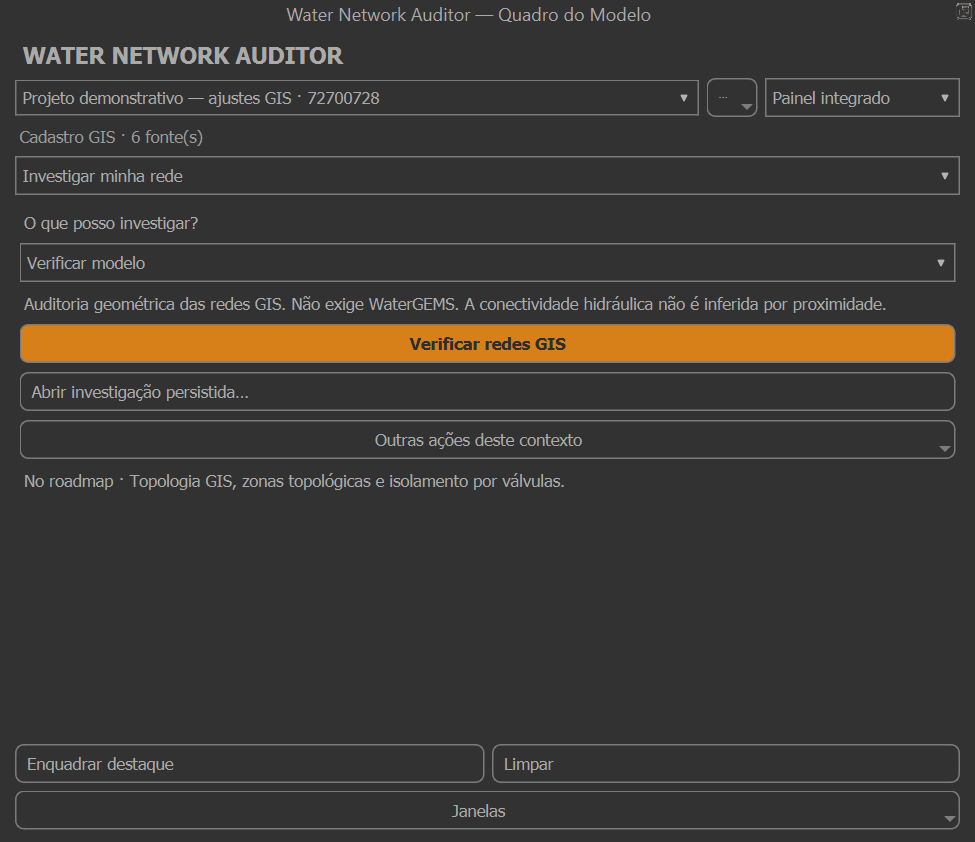 Water Network Auditor — Quadro do Modelo
WATER NETWORK AUDITOR
Projeto demonstrativo — ajustes GIS · 72700728
...
Painel integrado
Cadastro GIS · 6 fonte(s)
Investigar minha rede
O que posso investigar?
Verificar modelo
Auditoria geométrica das redes GIS. Não exige WaterGEMS. A conectividade hidráulica não é inferida por proximidade.
Verificar redes GIS
Abrir investigação persistida...
Outras ações deste contexto
No roadmap · Topologia GIS, zonas topológicas e isolamento por válvulas.
Enquadrar destaque
Limpar
Janelas